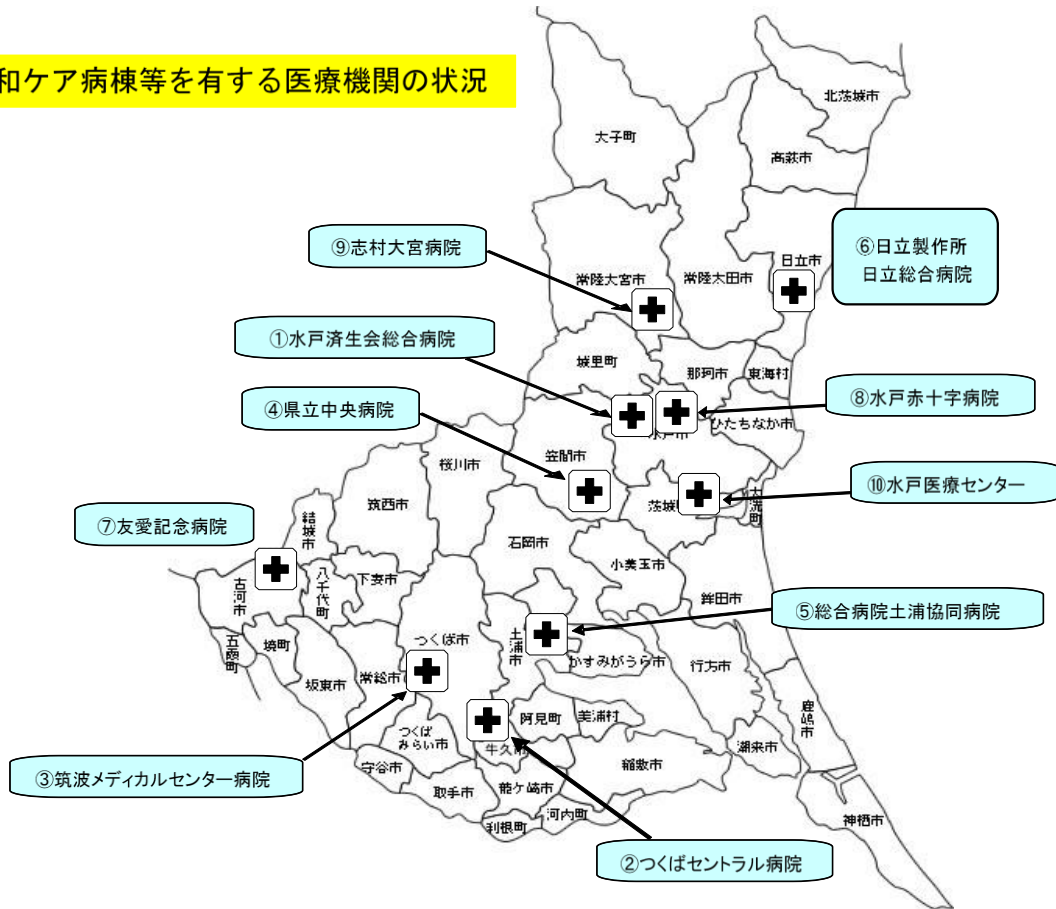 和ケア病棟等を有する医療機関の状況
北茨城市
大子町
高萩市
⑨志村大宮病院
⑥日立製作所
日立総合病院
日立市
常陸大宮市
常陸太田市
①水戸済生会総合病院
城里町
那珂市
東海村
④県立中央病院
⑧水戸赤十字病院
ひたちなか市
水戸市
笠間市
桜川市
⑩水戸医療センター
筑西市
茨城町
大洗町
⑦友愛記念病院
結城市
石岡市
小美玉市
下妻市
八千代町
古河市
鉾田市
⑤総合病院土浦協同病院
五霞町
境町
つくば市
土浦市
かすみがうら市
行方市
坂東市
常総市
鹿嶋市
阿見町
美浦村
つくば
みらい市
牛久市
潮来市
③筑波メディカルセンター病院
守谷市
稲敷市
取手市
龍ケ崎市
河内町
利根町
神栖市
②つくばセントラル病院